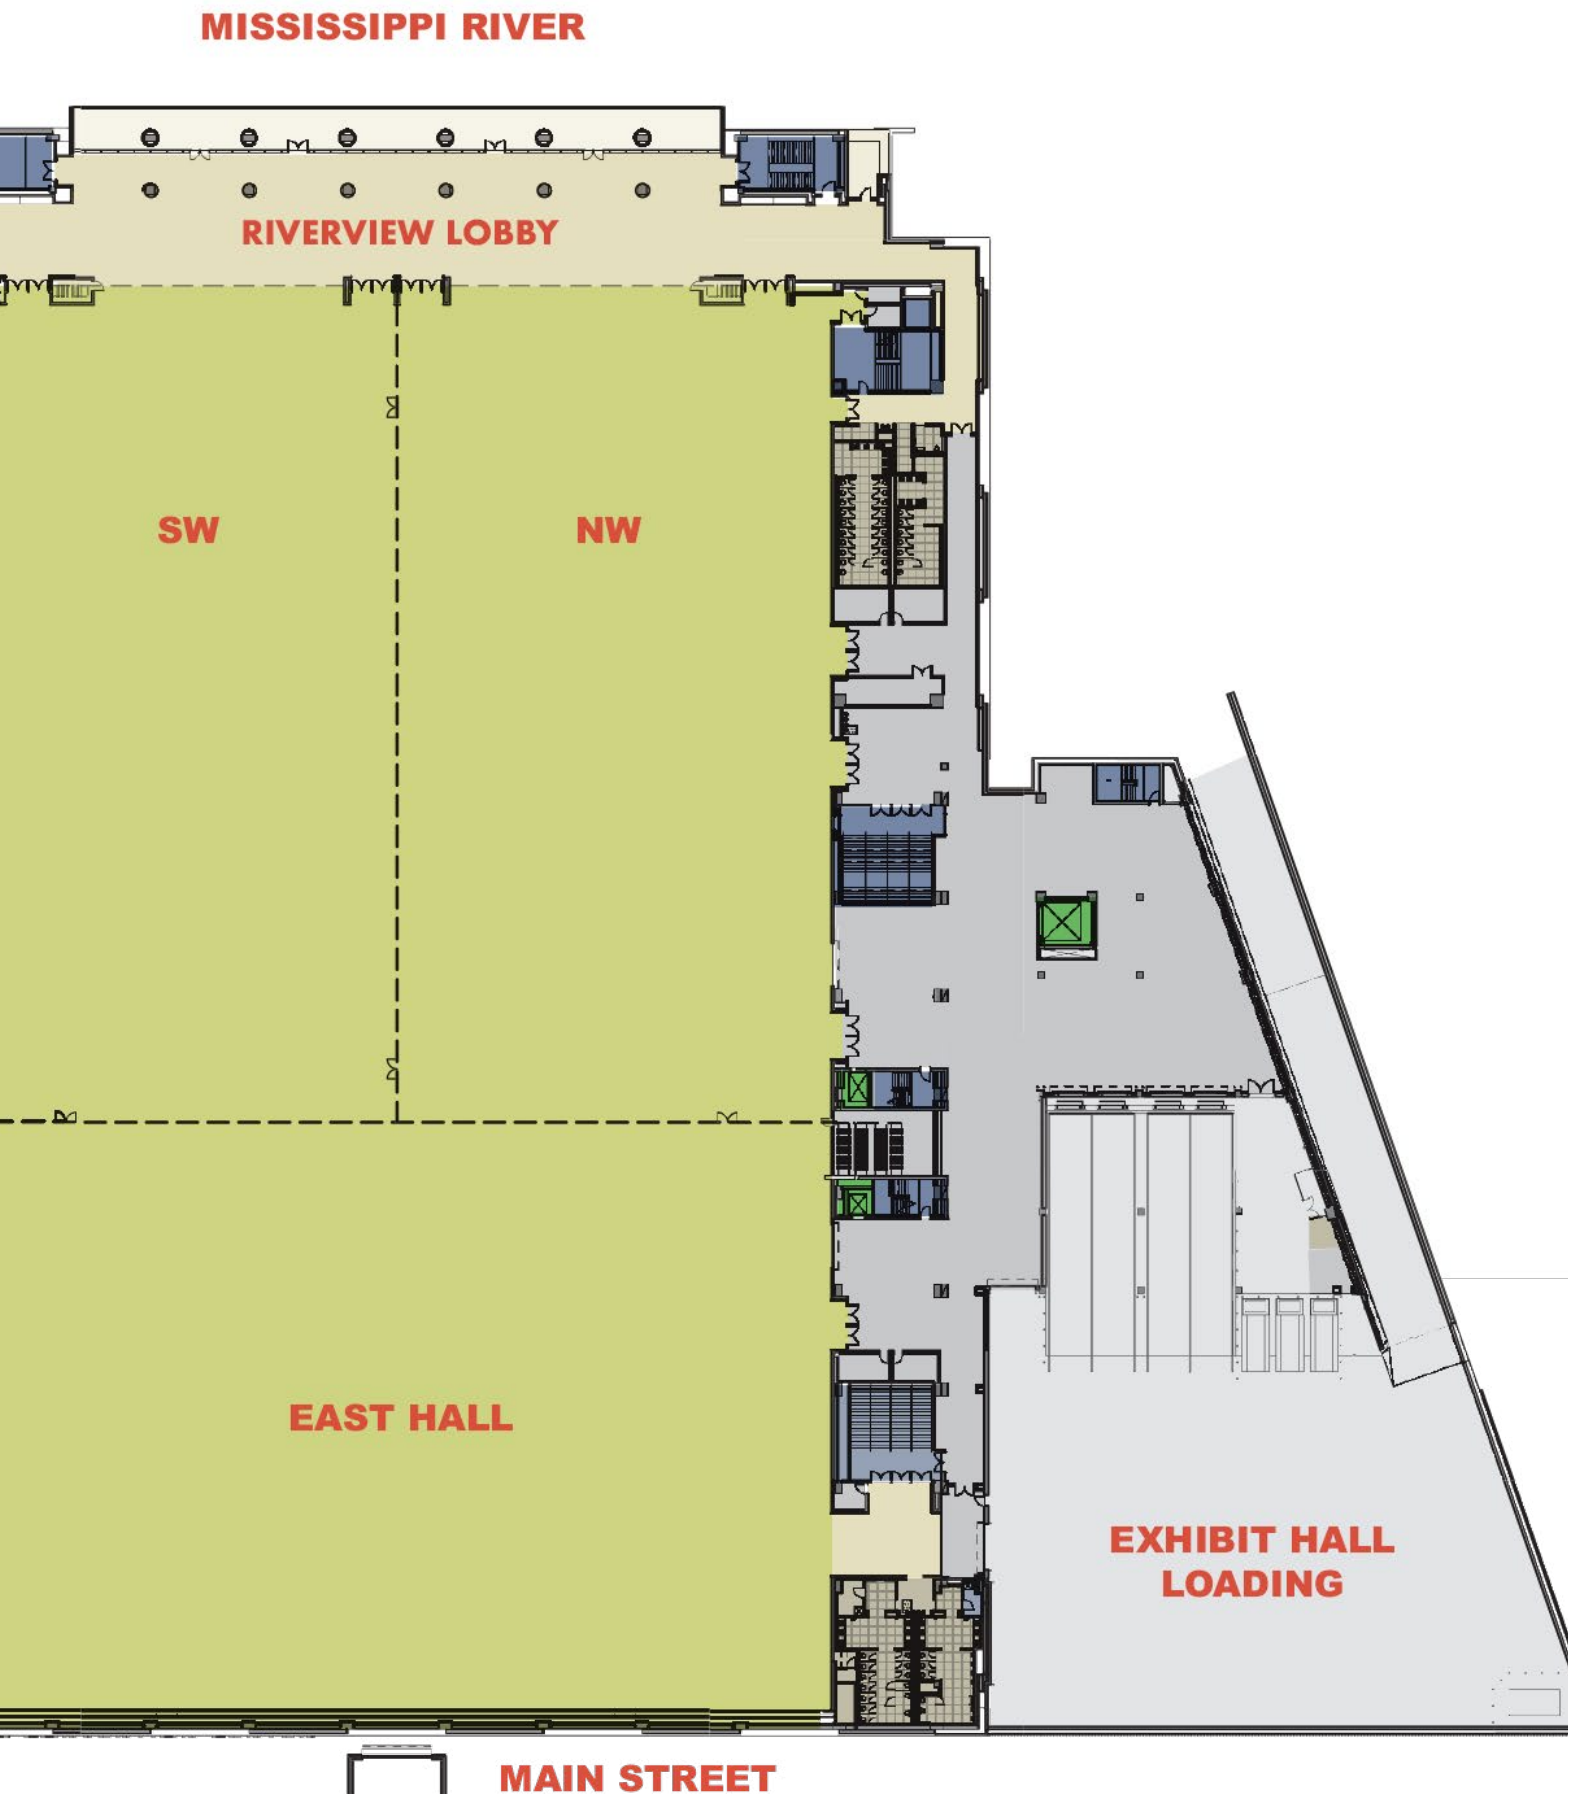 MISSISSIPPI RIVER
RIVERVIEW LOBBY
SW
NW
EAST HALL
EXHIBIT HALL
LOADING
MAIN STREET